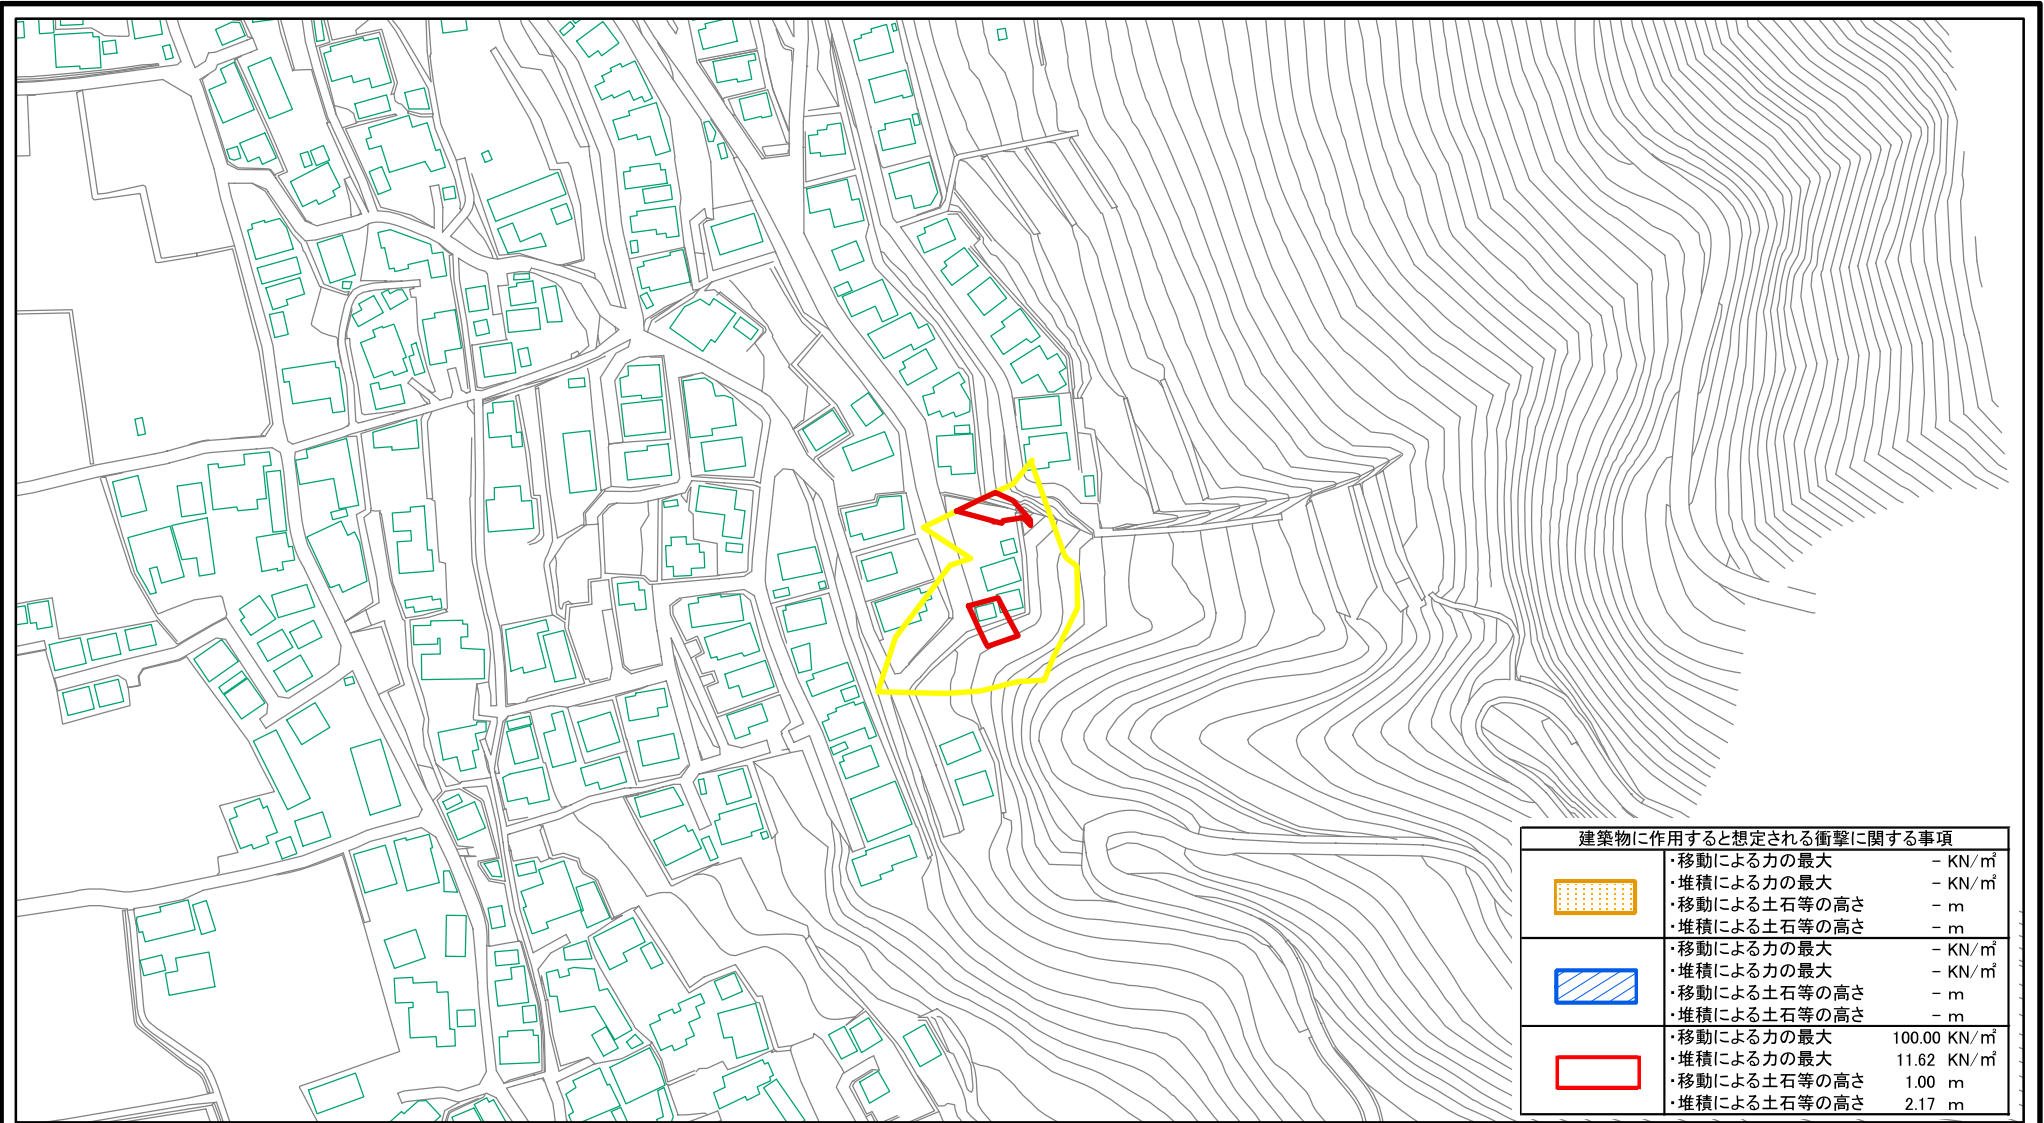 建築物に作用すると想定される衝撃に関する事項
・移動による力の最大 - KN/㎡
・堆積による力の最大 - KN/㎡
・移動による土石等の高さ - m
・堆積による土石等の高さ - m
・移動による力の最大 - KN/㎡
・堆積による力の最大 - KN/㎡
・移動による土石等の高さ - m
・堆積による土石等の高さ - m
・移動による力の最大 100.00 KN/㎡
・堆積による力の最大 11.62 KN/㎡
・移動による土石等の高さ 1.00 m
・堆積による土石等の高さ 2.17 m